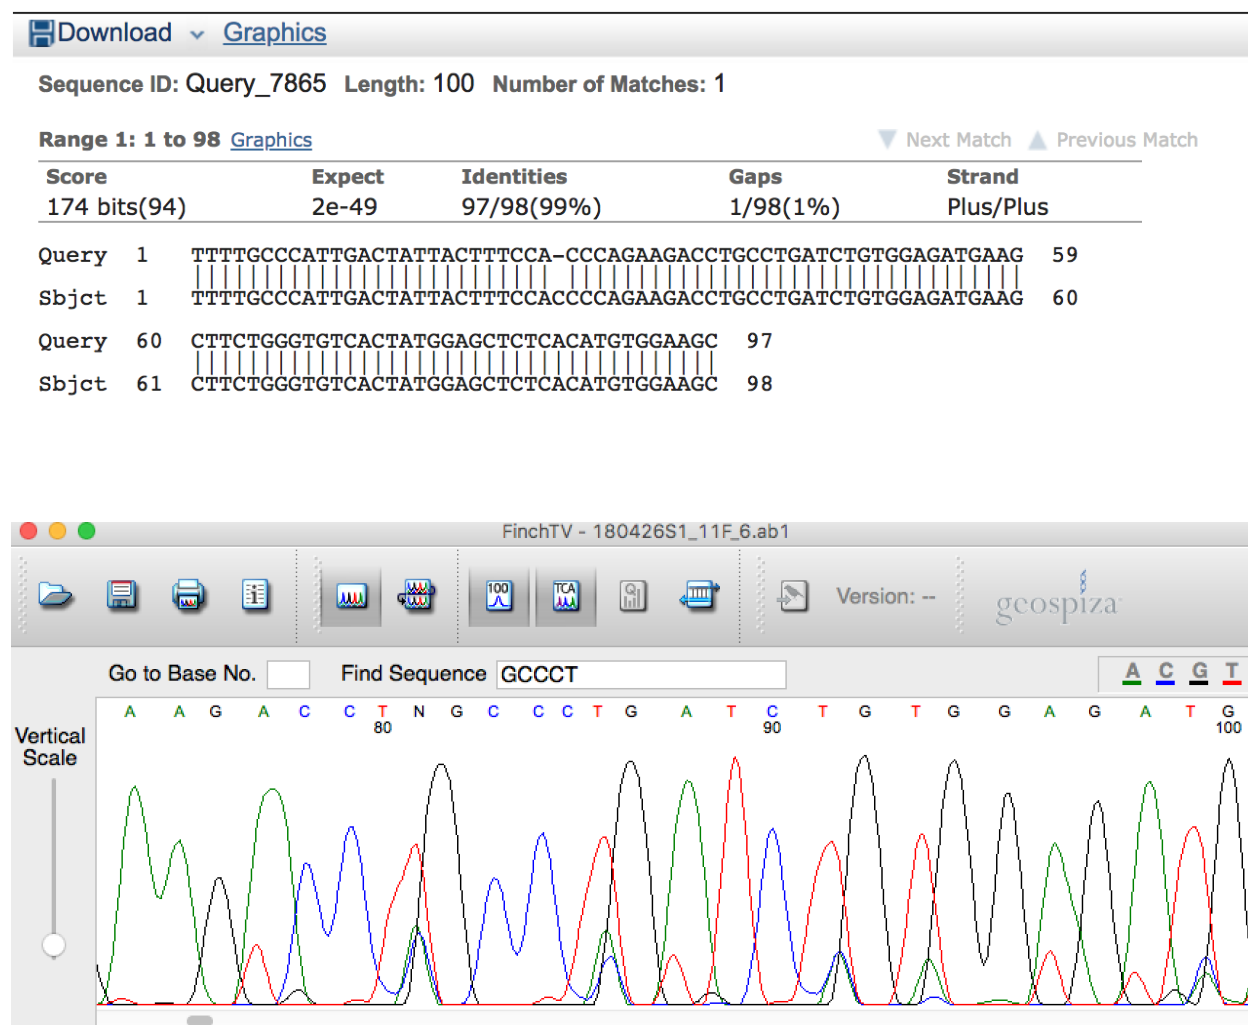 Download Graphics
Sequence ID: Query_7865 Length: 100 Number of Matches: 1
Range 1: 1 to 98 Graphics Next Match Previous Match
Score Expect Identities Gaps Strand
174 bits(94) 2e-49 97/98(99%) 1/98(1%) Plus/Plus
Query 1 TTTTGCCCATTGACTATTACTTTCCA-CCCAGAAGACCTGCCTGATCTGTGGAGATGAAG 59
Sbjct 1 TTTTGCCCATTGACTATTACTTTCCACCCCAGAAGACCTGCCTGATCTGTGGAGATGAAG 60
Query 60 CTTCTGGGTGTCACTATGGAGCTCTCACATGTGGAAGC 97
Sbjct 61 CTTCTGGGTGTCACTATGGAGCTCTCACATGTGGAAGC 98
FinchTV - 180426S1_11F_6.ab1
100 TCA Q Version: -- geospiza
Go to Base No. Find Sequence GCCCT A C G T
A A G A C C T N G C C C T G A T C T G T G G A G A T G
80 90 100
Vertical
Scale